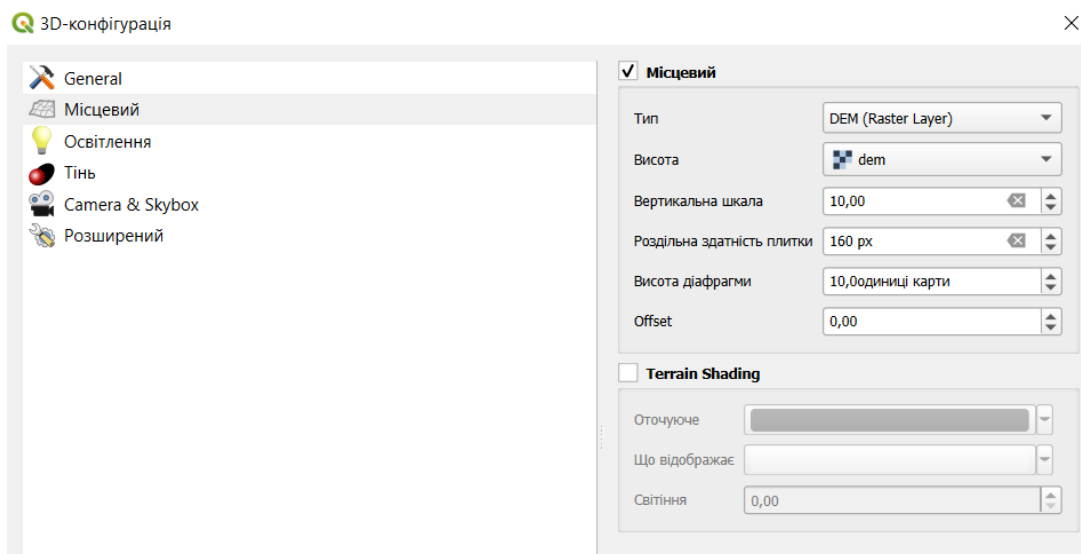 3D-конфігурація
General
Місцевий
Освітлення
Тінь
Camera & Skybox
Розширений
Місцевий
Тип DEM (Raster Layer)
Висота dem
Вертикальна шкала 10,00
Роздільна здатність плитки 160 px
Висота діафрагми 10,0одиниці карти
Offset 0,00
Terrain Shading
Оточуюче
Що відображає
Світіння 0,00